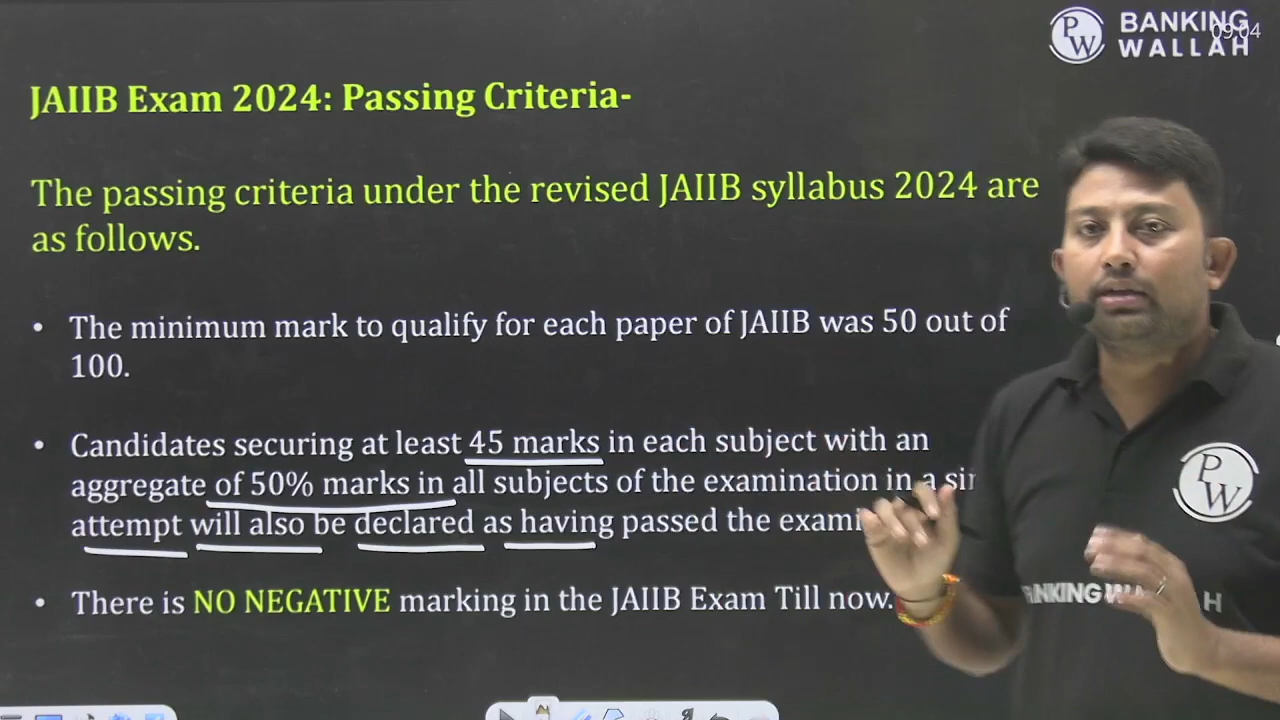 BANKING
WALLAH
09:04
PW
JAIIB Exam 2024: Passing Criteria-
The passing criteria under the revised JAIIB syllabus 2024 are
as follows.
• The minimum mark to qualify for each paper of JAIIB was 50 out of
100.
• Candidates securing at least 45 marks in each subject with an
aggregate of 50% marks in all subjects of the examination in a
attempt will also be declared as having passed the
• There is NO NEGATIVE marking in the JAIIB Exam Till now.
PW